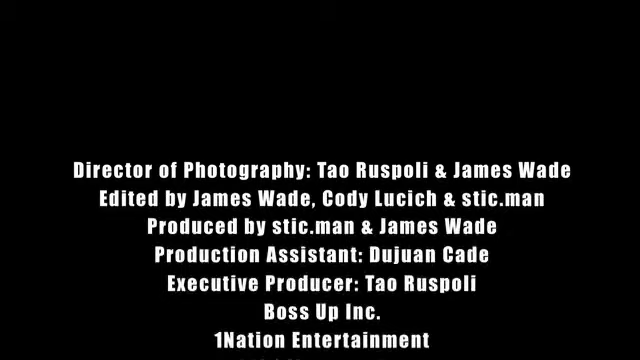 Director of Photography: Tao Ruspoli & James Wade
Edited by James Wade, Cody Lucich & stic.man
Produced by stic.man & James Wade
Production Assistant: Dujuan Cade
Executive Producer: Tao Ruspoli
Boss Up Inc.
1Nation Entertainment